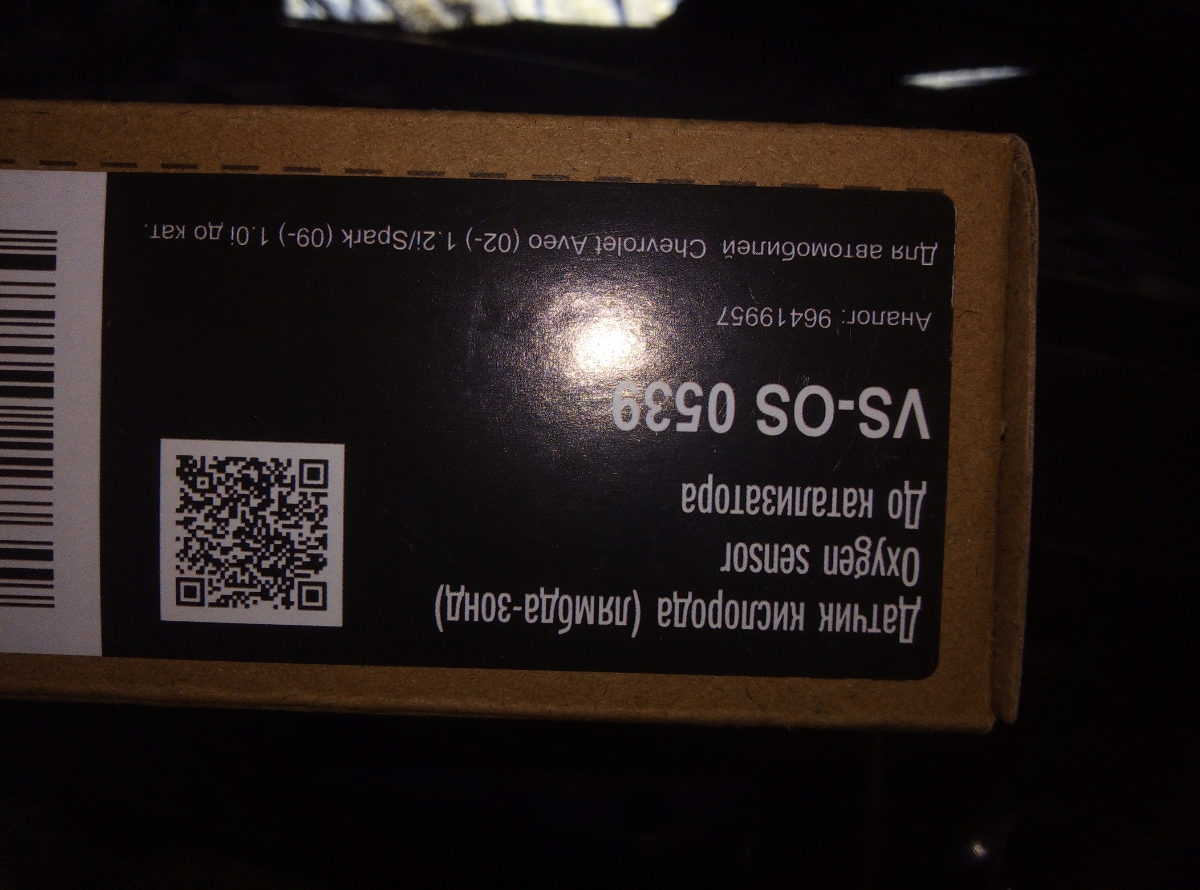 Датчик кислорода (лямбда-зонд)
Oxygen sensor
До катализатора
VS-OS 0539
Аналог: 96419957
Для автомобилей Chevrolet Aveo (02-) 1.2i/Spark (09-) 1.0i до кат.